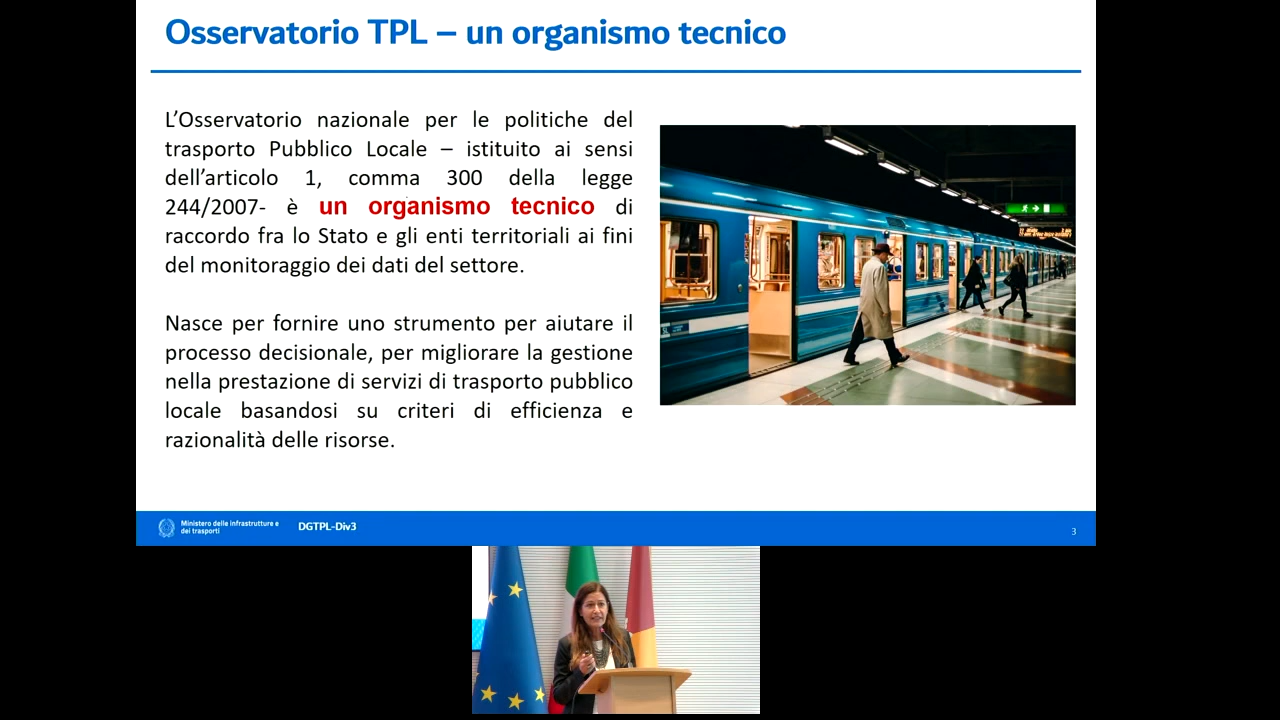 Osservatorio TPL – un organismo tecnico
L’Osservatorio nazionale per le politiche del
trasporto Pubblico Locale – istituito ai sensi
dell’articolo 1, comma 300 della legge
244/2007- è un organismo tecnico di
raccordo fra lo Stato e gli enti territoriali ai fini
del monitoraggio dei dati del settore.
Nasce per fornire uno strumento per aiutare il
processo decisionale, per migliorare la gestione
nella prestazione di servizi di trasporto pubblico
locale basandosi su criteri di efficienza e
razionalità delle risorse.
Ministero delle infrastrutture e
dei trasporti
DGTPL-Div3
3